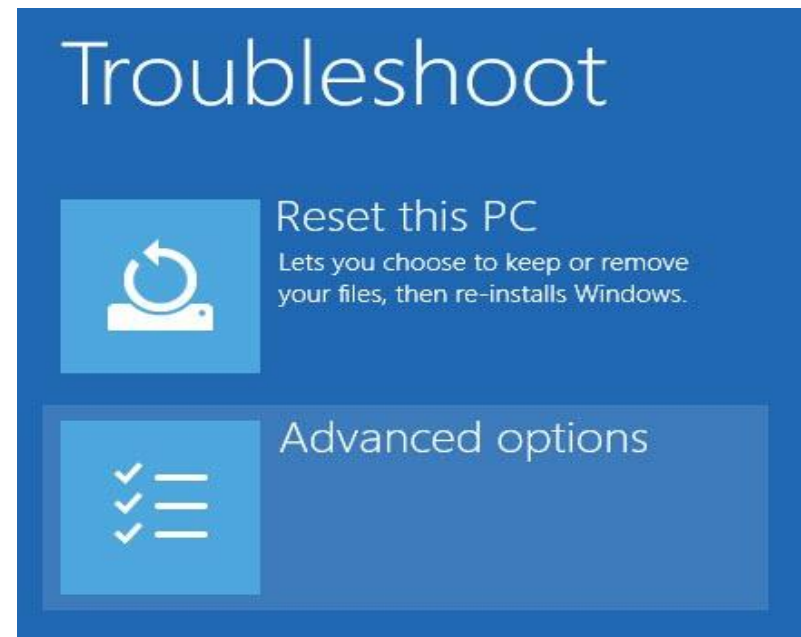 Troubleshoot
Reset this PC
Lets you choose to keep or remove
your files, then re-installs Windows.
Advanced options